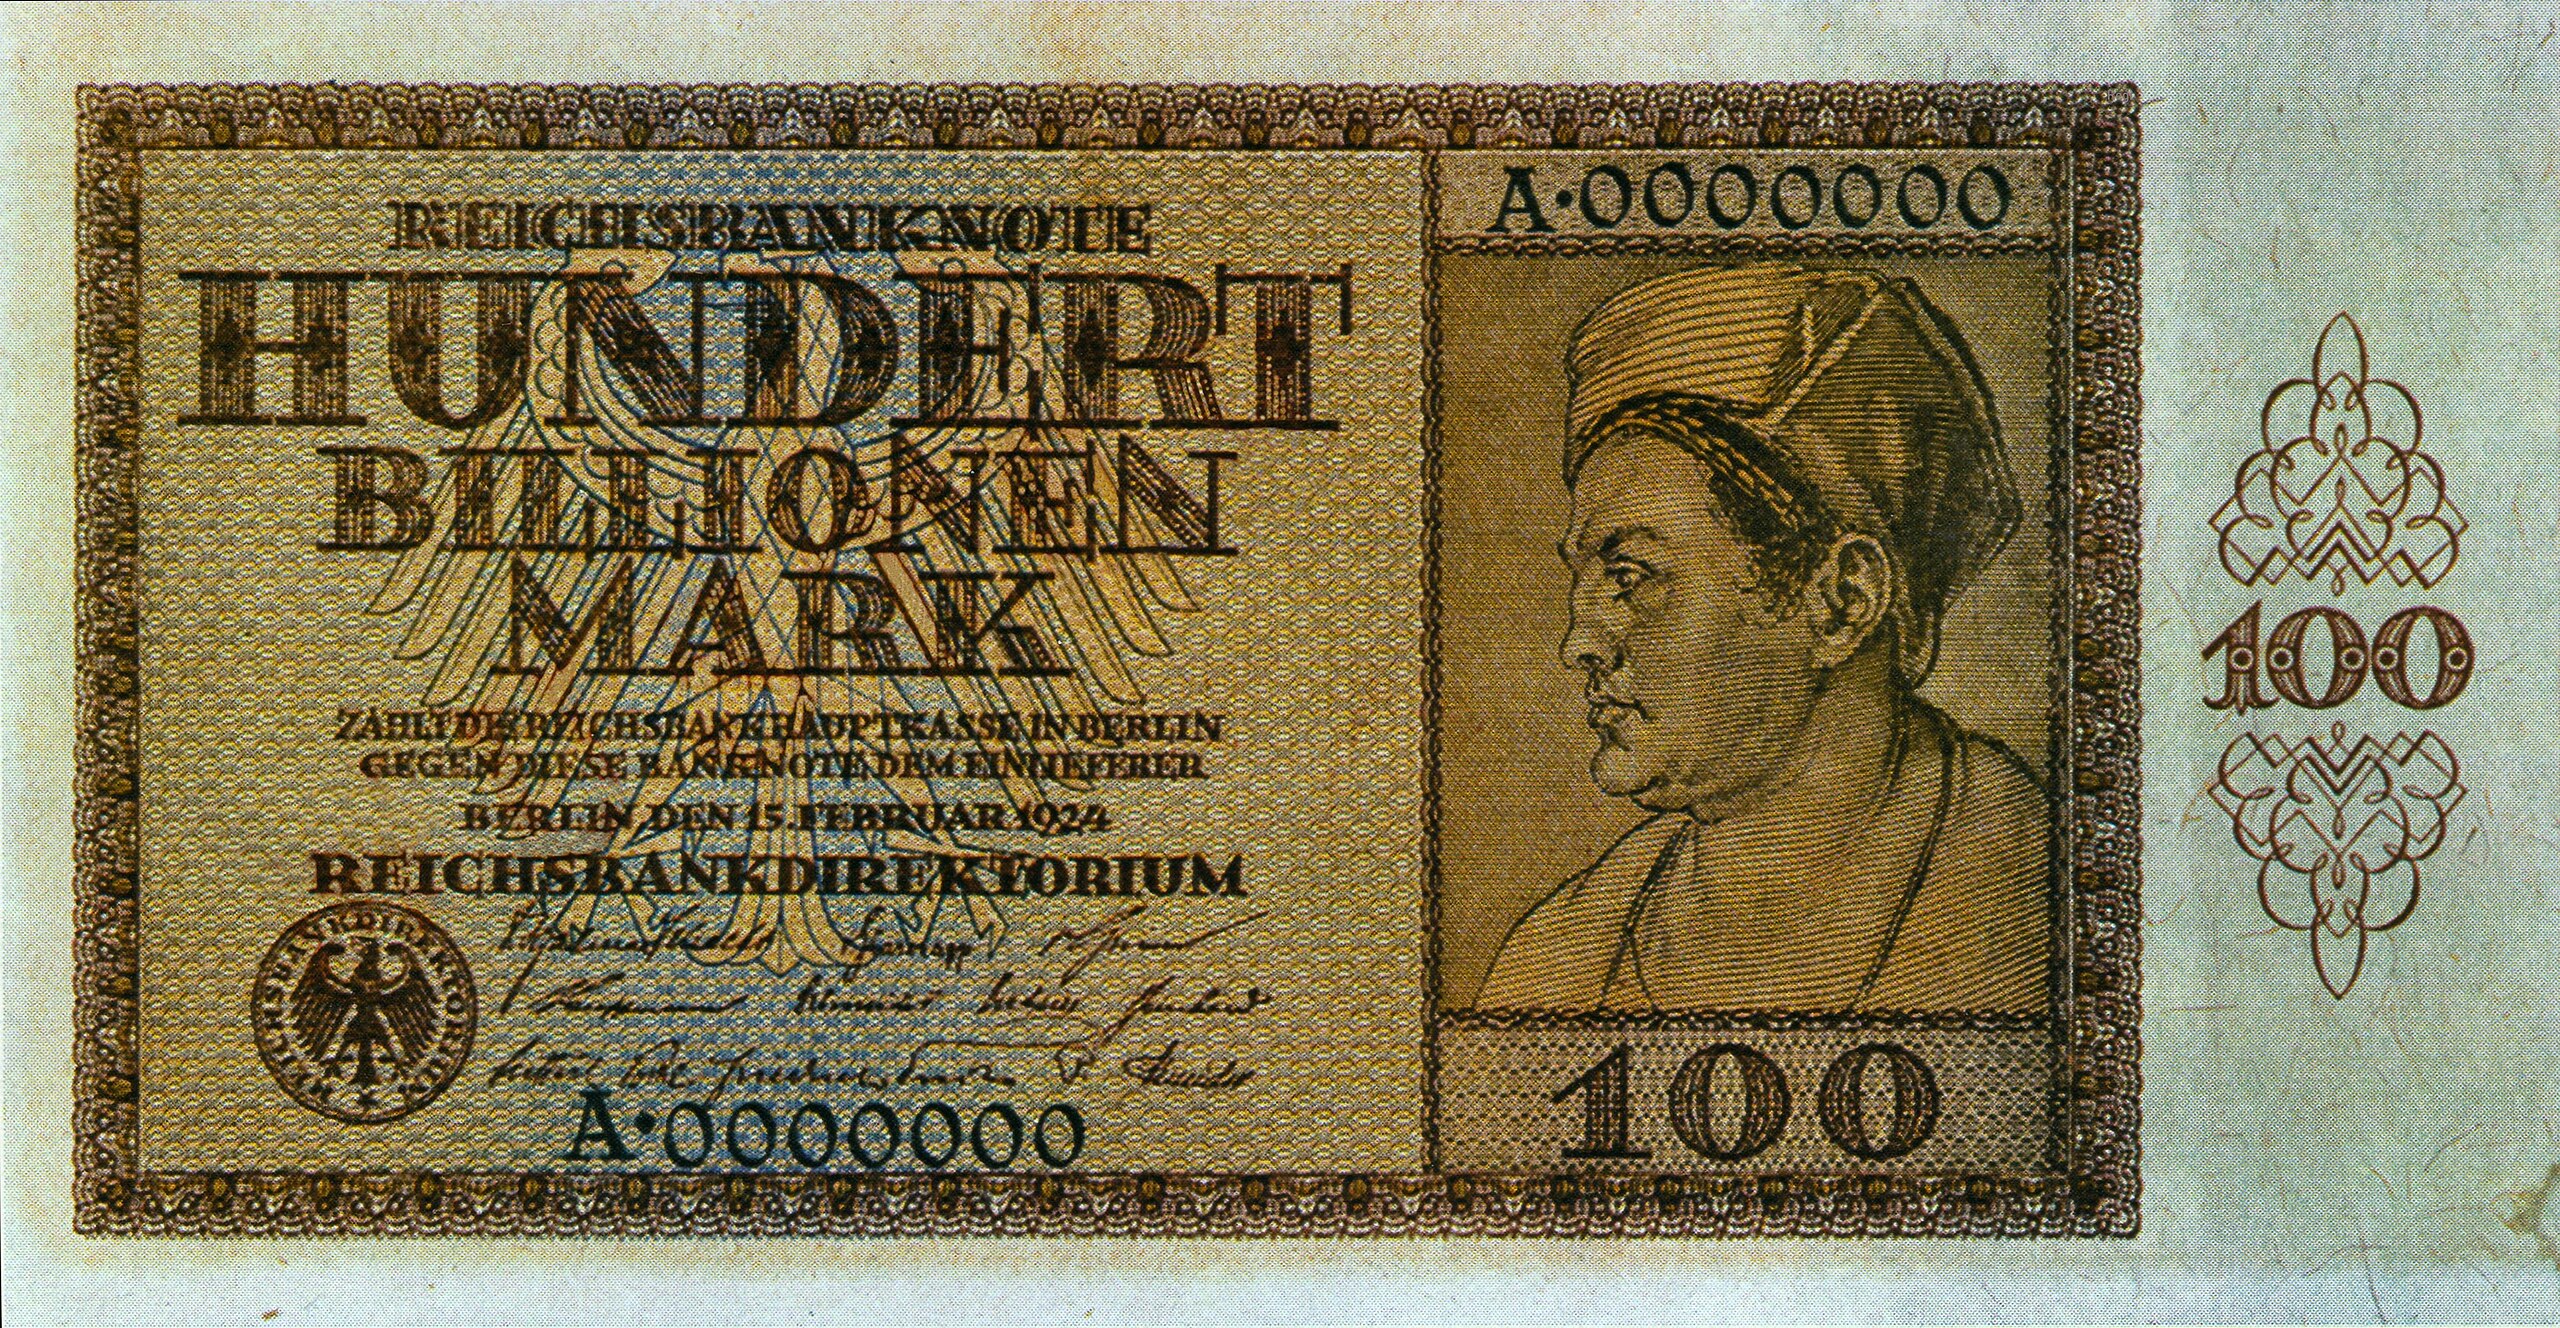 REICHSBANKNOTE
HUNDERT
BILLIONEN
MARK
ZAHLT DIE REICHSBANKHAUPTKASSE IN BERLIN
GEGEN DIESE BANKNOTE DEM EINLIEFERER
BERLIN, DEN 15. FEBRUAR 1924
REICHSBANKDIREKTORIUM
REICHSBANKDIREKTORIUM
A·0000000
A·0000000
100
100